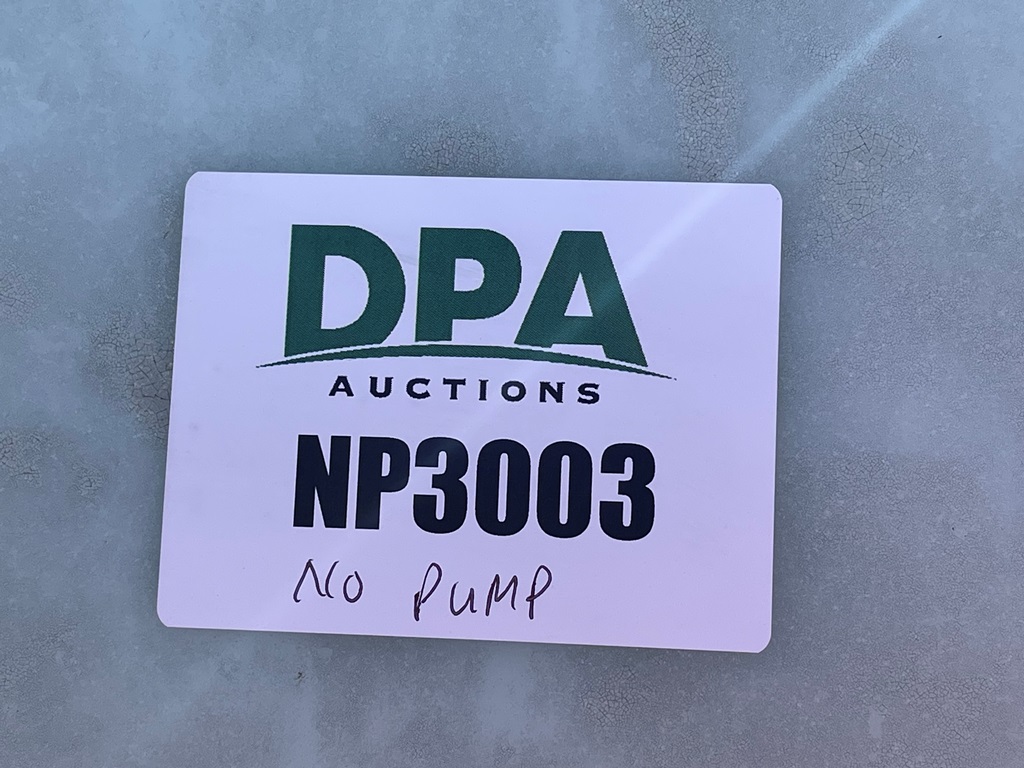 DPA
AUCTIONS
NP3003
NO PUMP